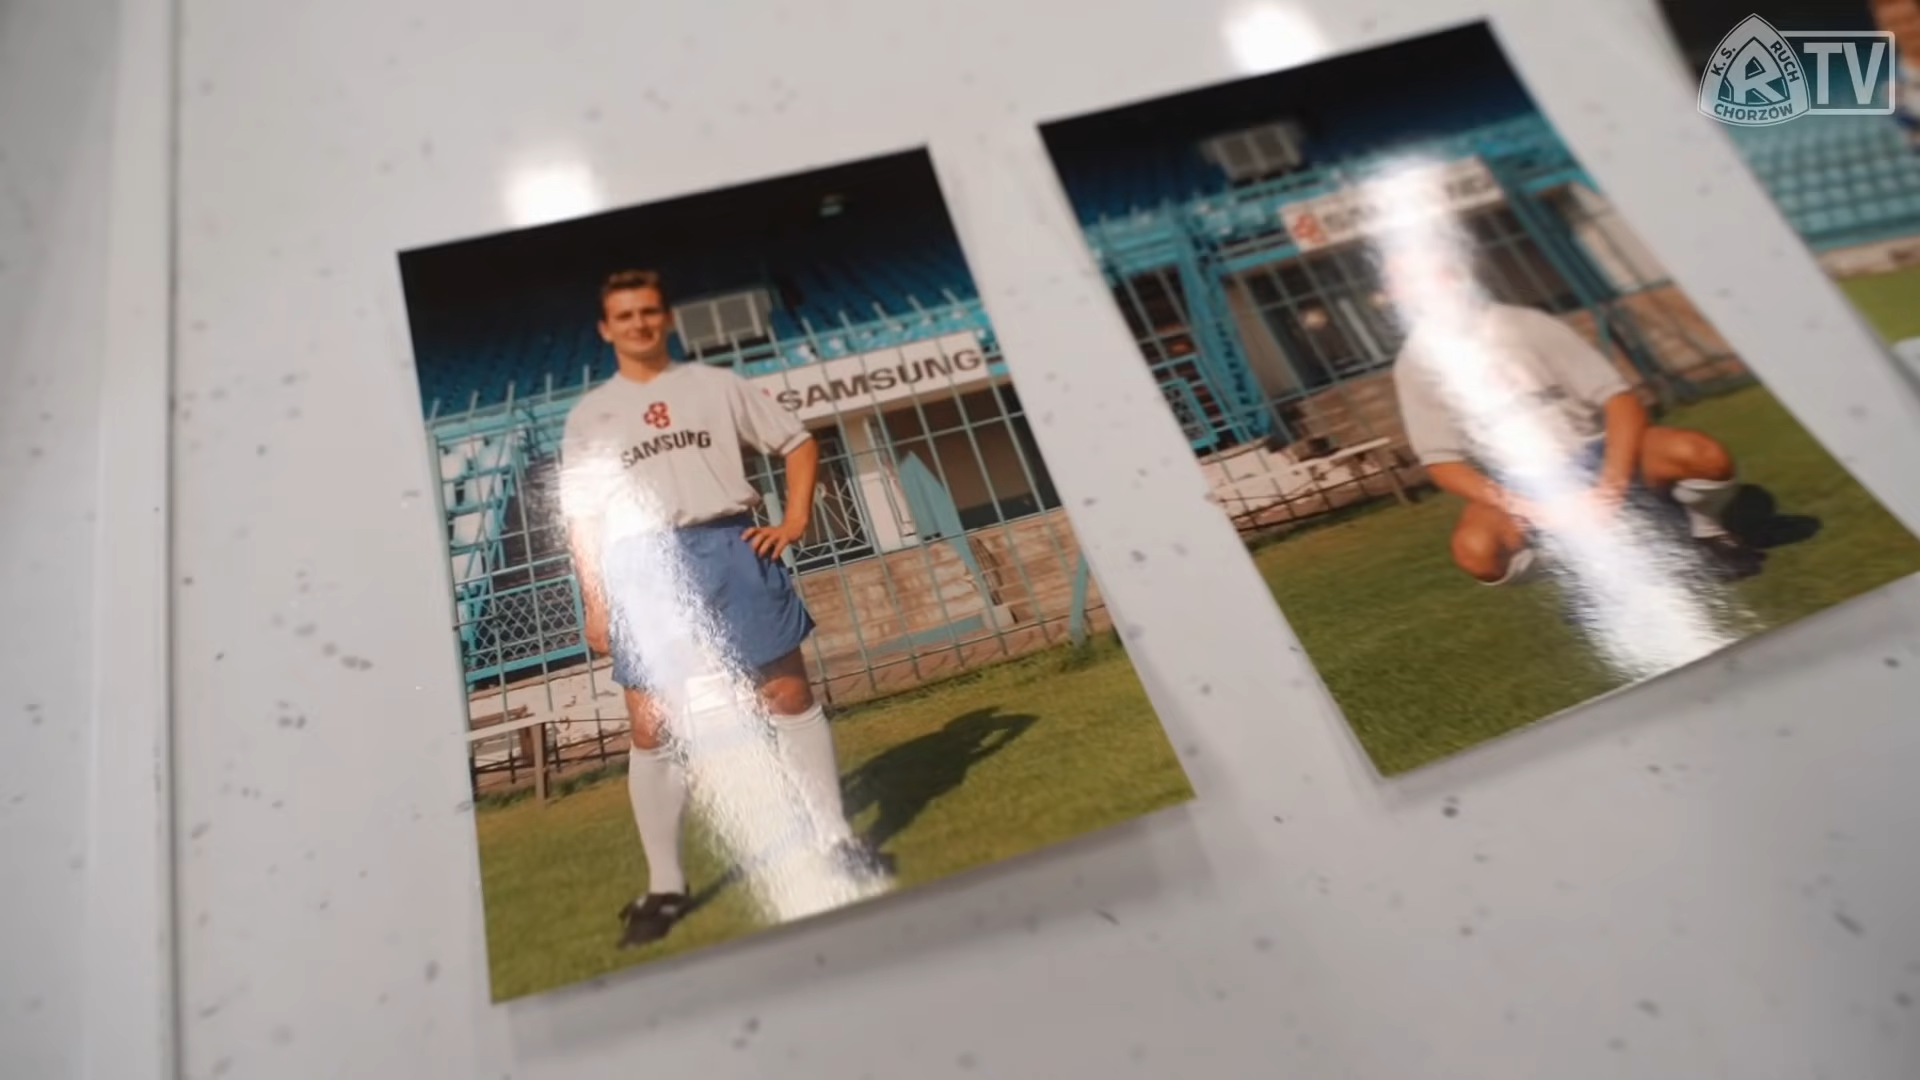 K.S. RUCH
R TV
CHORZÓW
SAMSUNG
SAMSUNG